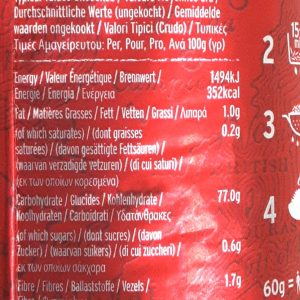 Durchschnittliche Werte (ungekocht) / Gemiddelde
waarden ongekookt ) / Valori Tipici (Crudo) / Τυπικές
Τιμές Αμαγείρευτου: Per, Pour, Pro, Ανά 100g (γρ)
Energy / Valeur Énergétique / Brennwert / 1494kJ
Energie / Energia / Ενέργεια 352kcal
Fat / Matières Grasses / Fett / Vetten / Grassi / Λιπαρά 1.0g
(of which saturates) / (dont graisses 0.2g
saturées) / (davon gesättigte Fettsäuren) /
(waarvan verzadigde vetzuren) / (di cui saturi) /
(εκ των οποίων κορεσμένα)
Carbohydrate / Glucides / Kohlenhydrate / 77.0g
Koolhydraten / Carboidrati / Υδατάνθρακες
(of which sugars) / (dont sucres) / (davon
Zucker) / (waarvan suikers) / (di cui zuccheri) / 0.6g
(εκ των οποίων σάκχαρα
Fibre / Fibres / Ballaststoffe / Vezels / 1.7g
2
15
3
4
60g =